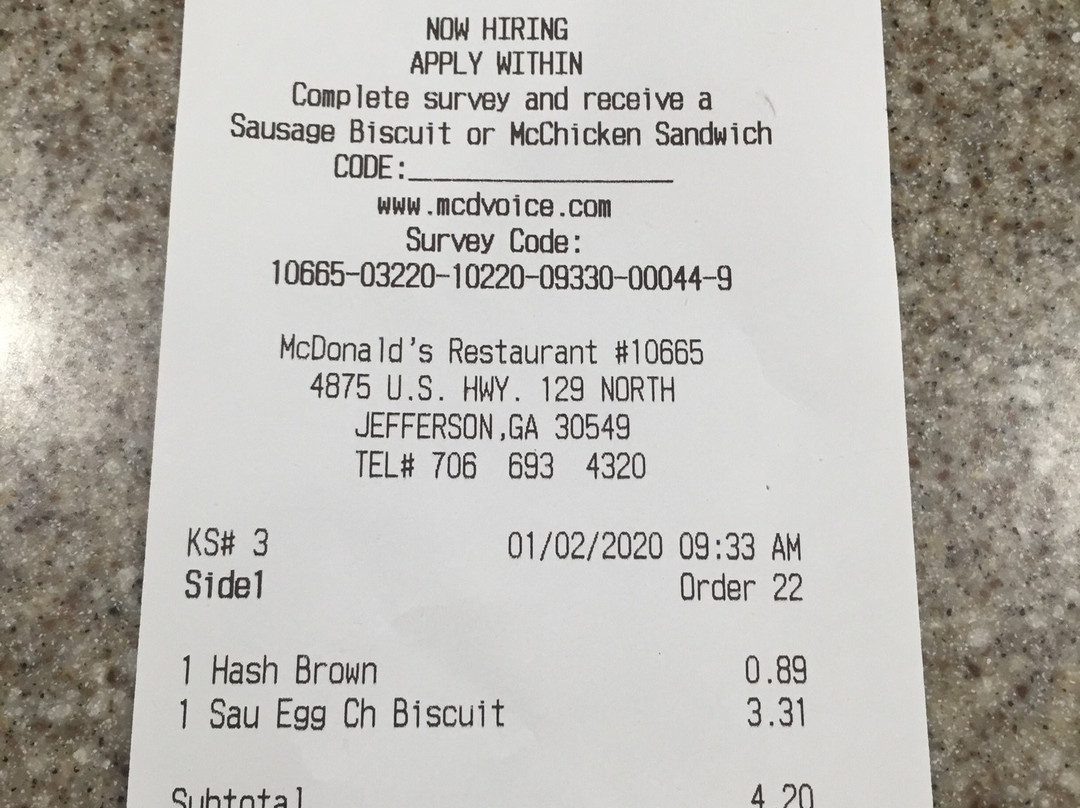 NOW HIRING
APPLY WITHIN
Complete survey and receive a
Sausage Biscuit or McChicken Sandwich
CODE:_________________
www.mcdvoice.com
Survey Code:
10665-03220-10220-09330-00044-9
McDonald's Restaurant #10665
4875 U.S. HWY. 129 NORTH
JEFFERSON,GA 30549
TEL# 706 693 4320
KS# 3 01/02/2020 09:33 AM
Side1 Order 22
1 Hash Brown 0.89
1 Sau Egg Ch Biscuit 3.31
Subtotal 4.20